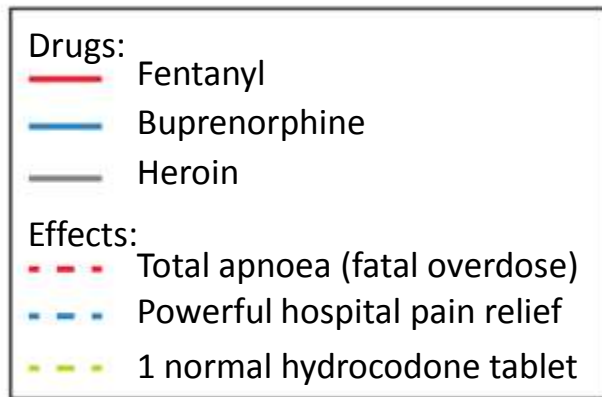 Drugs:
Fentanyl
Buprenorphine
Heroin
Effects:
Total apnoea (fatal overdose)
Powerful hospital pain relief
1 normal hydrocodone tablet